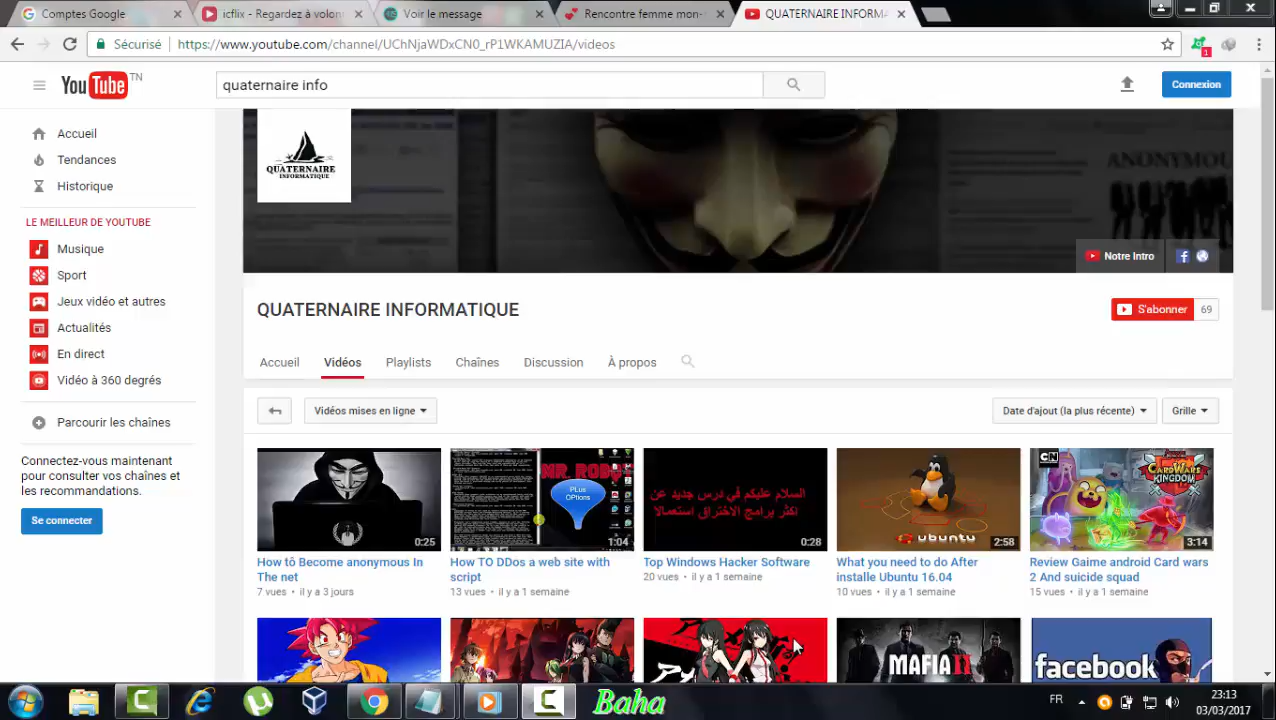 Comptes Google
icflix - Regardez à volon
Voir le message
Rencontre femme mon-
QUATERNAIRE INFORMA
Sécurisé
https://www.youtube.com/channel/UChNjaWDxCN0_rP1WKAMUZIA/videos
1
YouTube TN
quaternaire info
Connexion
Accueil
Tendances
Historique
LE MEILLEUR DE YOUTUBE
Musique
Sport
Jeux vidéo et autres
Actualités
En direct
Vidéo à 360 degrés
Parcourir les chaînes
Connectez-vous maintenant
pour consulter vos chaînes et
les recommandations.
Se connecter
QUATERNAIRE
INFORMATIQUE
ANONYMOU
Notre Intro
QUATERNAIRE INFORMATIQUE
S'abonner 69
Accueil Vidéos Playlists Chaînes Discussion À propos
Vidéos mises en ligne
Date d'ajout (la plus récente)
Grille
0:25
How tô Become anonymous In
The net
7 vues • il y a 3 jours
MR. ROB
PLus
OPtions
1:04
How TO DDos a web site with
script
13 vues • il y a 1 semaine
السلام عليكم في درس جديد عن
اكثر برامج الاختراق استعمالا
0:28
Top Windows Hacker Software
20 vues • il y a 1 semaine
ubuntu
2:58
What you need to do After
installe Ubuntu 16.04
10 vues • il y a 1 semaine
CN
CARD WARS
KINGDOM
3:14
Review Gaime android Card wars
2 And suicide squad
15 vues • il y a 1 semaine
MAFIA II
facebook
Baha
FR
23:13
03/03/2017